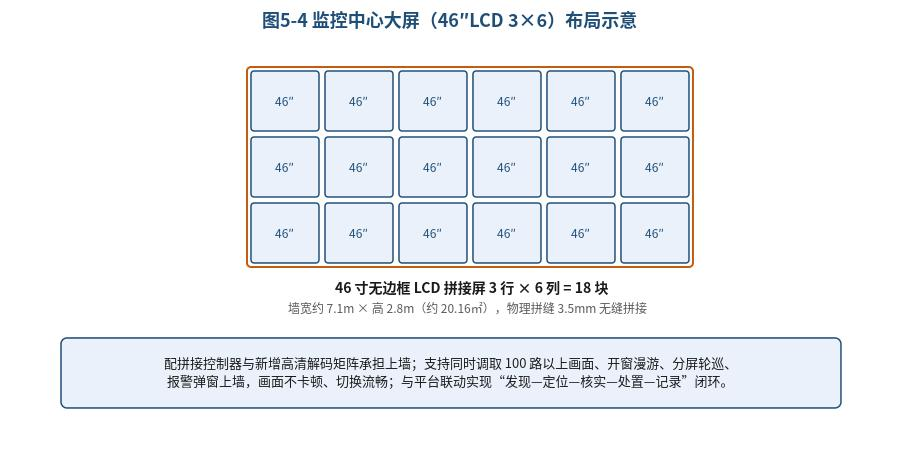 图5-4 监控中心大屏（46″LCD 3×6）布局示意
46″ 46″ 46″ 46″ 46″ 46″
46″ 46″ 46″ 46″ 46″ 46″
46″ 46″ 46″ 46″ 46″ 46″
46 寸无边框 LCD 拼接屏 3 行 × 6 列 = 18 块
墙宽约 7.1m × 高 2.8m（约 20.16㎡），物理拼缝 3.5mm 无缝拼接
配拼接控制器与新增高清解码矩阵承担上墙；支持同时调取 100 路以上画面、开窗漫游、分屏轮巡、
报警弹窗上墙，画面不卡顿、切换流畅；与平台联动实现“发现—定位—核实—处置—记录”闭环。